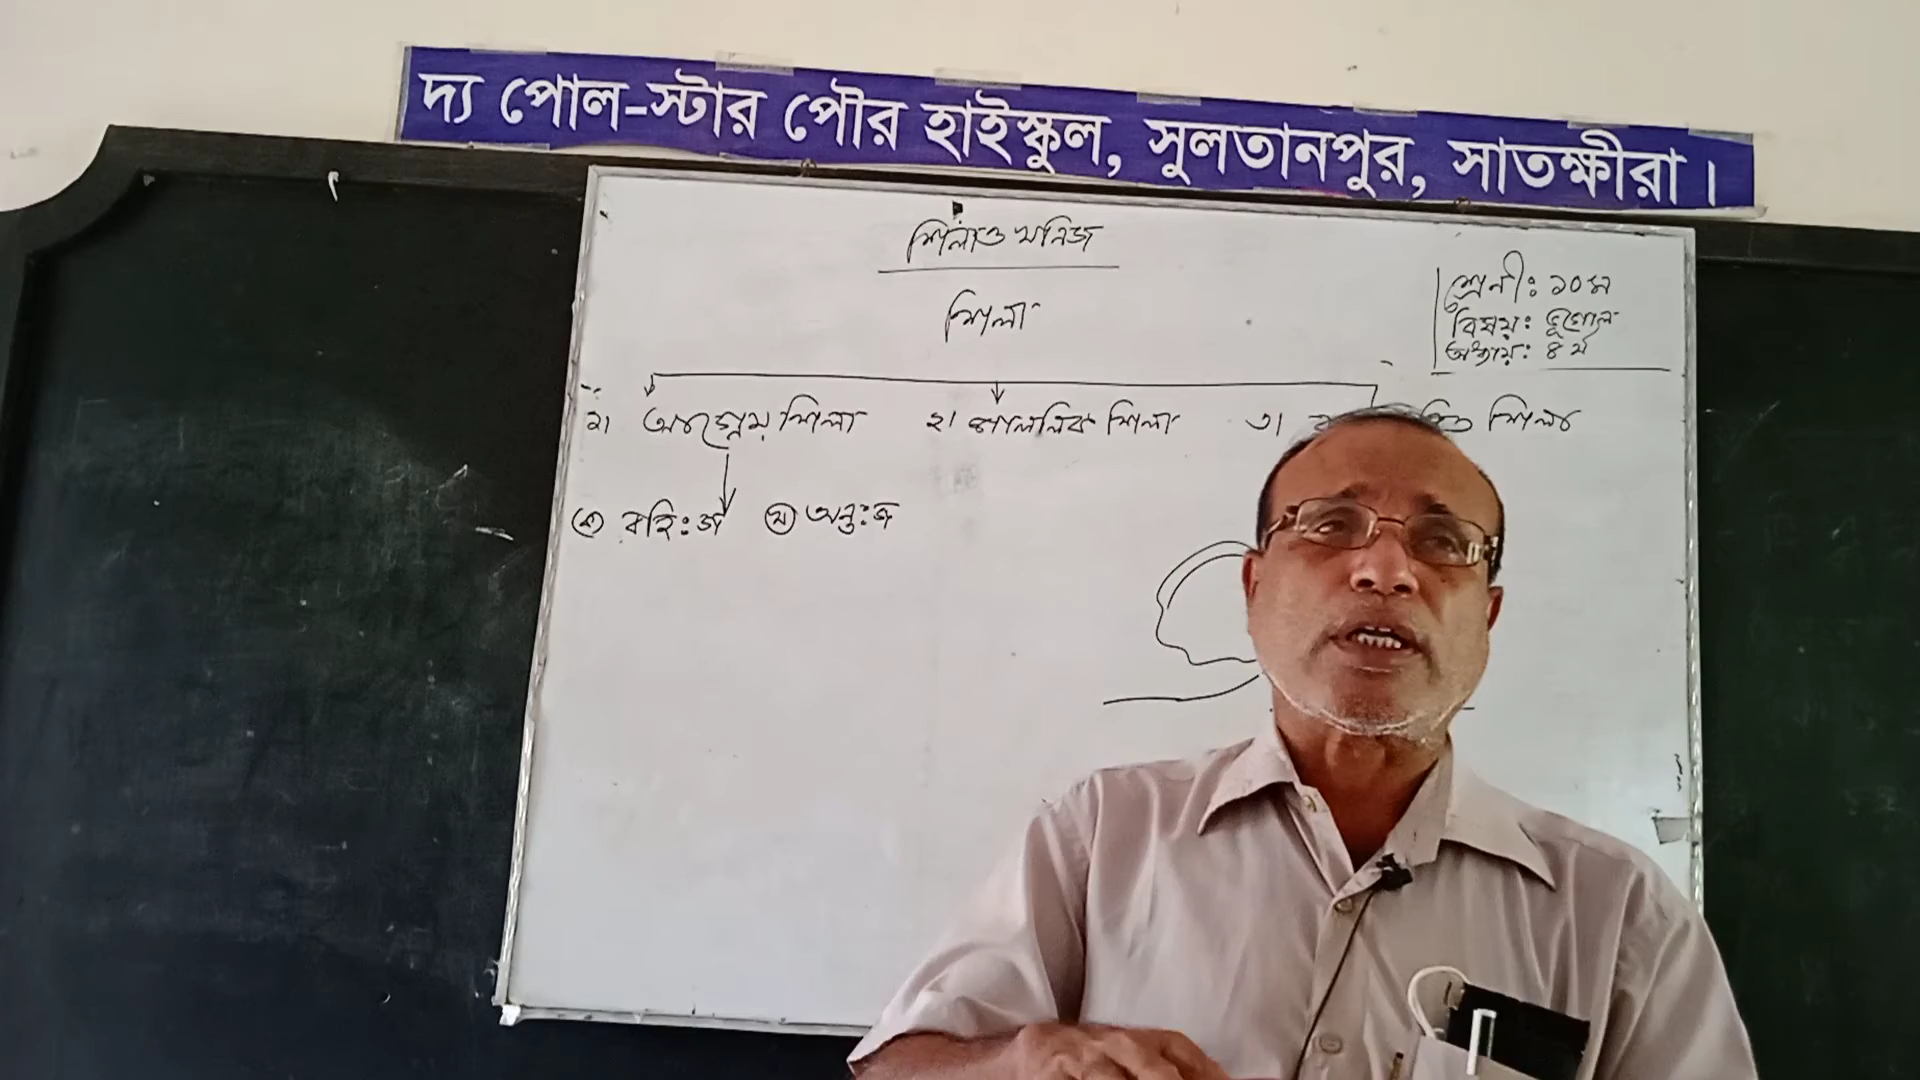 দ্য পোল-স্টার পৌর হাইস্কুল, সুলতানপুর, সাতক্ষীরা।
শিলা ও খনিজ
শ্রেনী: ১০ম
বিষয়: ভূগোল
অধ্যায়: ৪র্থ
শিলা
১। আগ্নেয় শিলা ২। পাললিক শিলা ৩। শিলা
ক বহি:জ খ অন্ত:জ